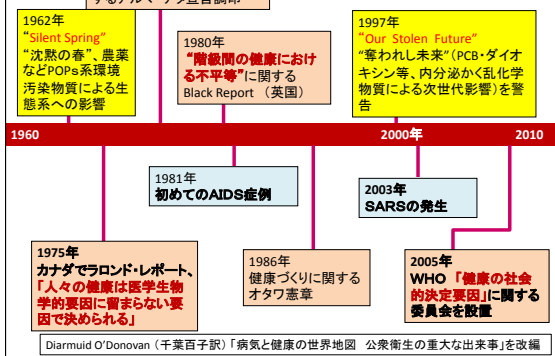 するアルマ・アタ宣言調印
1962年
“Silent Spring”
“沈黙の春”、農薬
などPOPs系環境
汚染物質による生
態系への影響
1980年
“階級間の健康におけ
る不平等”に関する
Black Report （英国）
1997年
“Our Stolen Future”
“奪われし未来”（PCB・ダイオ
キシン等、内分泌かく乱化学
物質による次世代影響）を警
告
1960
2000年
2010
1981年
初めてのAIDS症例
2003年
SARSの発生
1975年
カナダでラロンド・レポート、
「人々の健康は医学生物
学的要因に留まらない要
因で決められる」
1986年
健康づくりに関する
オタワ憲章
2005年
WHO 「健康の社会
的決定要因」に関する
委員会を設置
Diarmuid O’Donovan （千葉百子訳）「病気と健康の世界地図　公衆衛生の重大な出来事」を改編